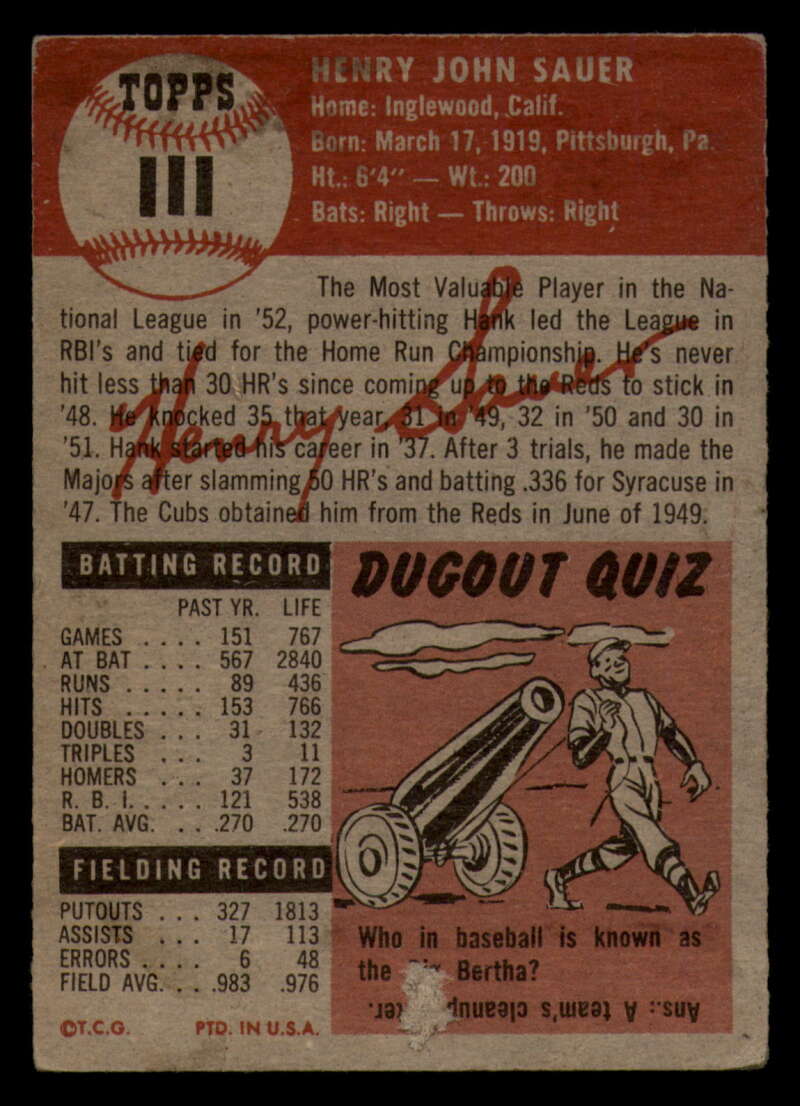 TOPPS
111
HENRY JOHN SAUER
Home: Inglewood, Calif.
Born: March 17, 1919, Pittsburgh, Pa.
Ht.: 6'4" — Wt.: 200
Bats: Right — Throws: Right
The Most Valuable Player in the Na-
tional League in '52, power-hitting Hank led the League in
RBI's and tied for the Home Run Championship. He's never
hit less than 30 HR's since coming up to the Reds to stick in
'48. He knocked 35 that year, 31 in '49, 32 in '50 and 30 in
'51. Hank started his career in '37. After 3 trials, he made the
Majors after slamming 50 HR's and batting .336 for Syracuse in
'47. The Cubs obtained him from the Reds in June of 1949.
Henry Sauer
BATTING RECORD
PAST YR. LIFE
GAMES .... 151 767
AT BAT .... 567 2840
RUNS ..... 89 436
HITS ..... 153 766
DOUBLES ... 31 132
TRIPLES ... 3 11
HOMERS ... 37 172
R. B. I. .... 121 538
BAT. AVG. ... .270 .270
FIELDING RECORD
PUTOUTS ... 327 1813
ASSISTS ... 17 113
ERRORS .... 6 48
FIELD AVG. .. .983 .976
©T.C.G. PTD. IN U.S.A.
DUGOUT QUIZ
Who in baseball is known as
the Bertha?
Ans.: A team's